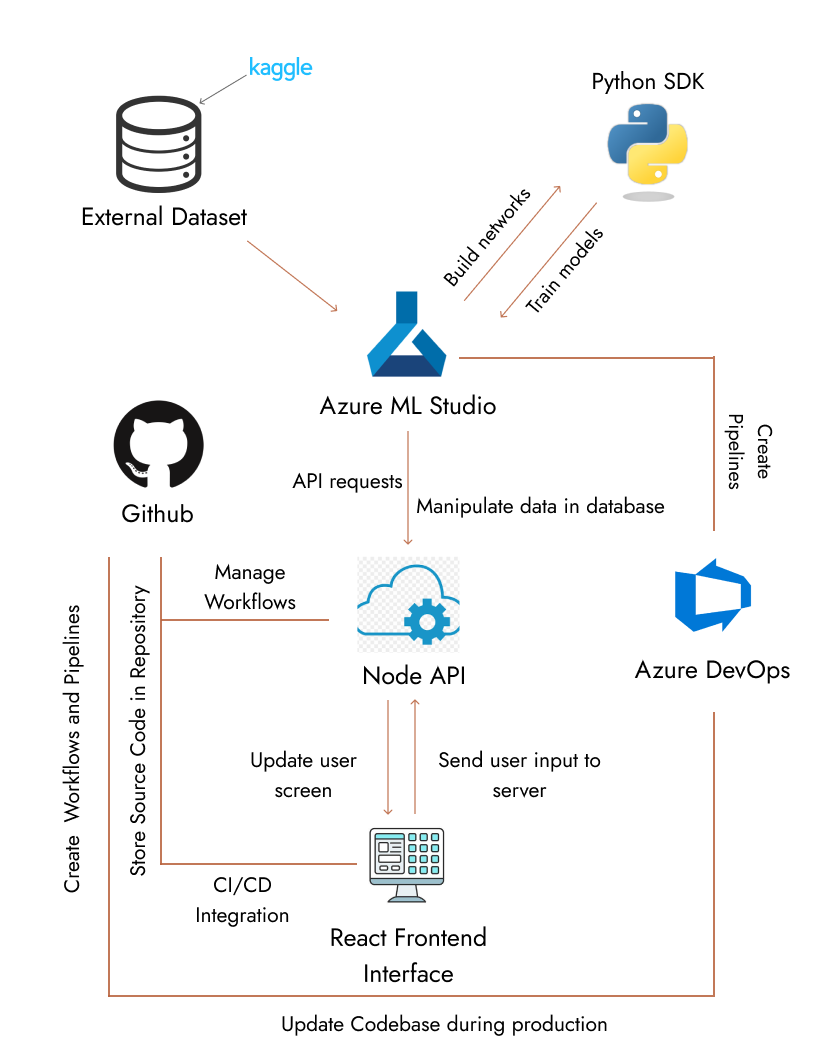 kaggle
Python SDK
External Dataset
Build networks
Train models
Azure ML Studio
Create
Pipelines
Github
API requests
Manipulate data in database
Manage
Workflows
Node API
Azure DevOps
Create Workflows and Pipelines
Store Source Code in Repository
Update user
screen
Send user input to
server
CI/CD
Integration
React Frontend
Interface
Update Codebase during production